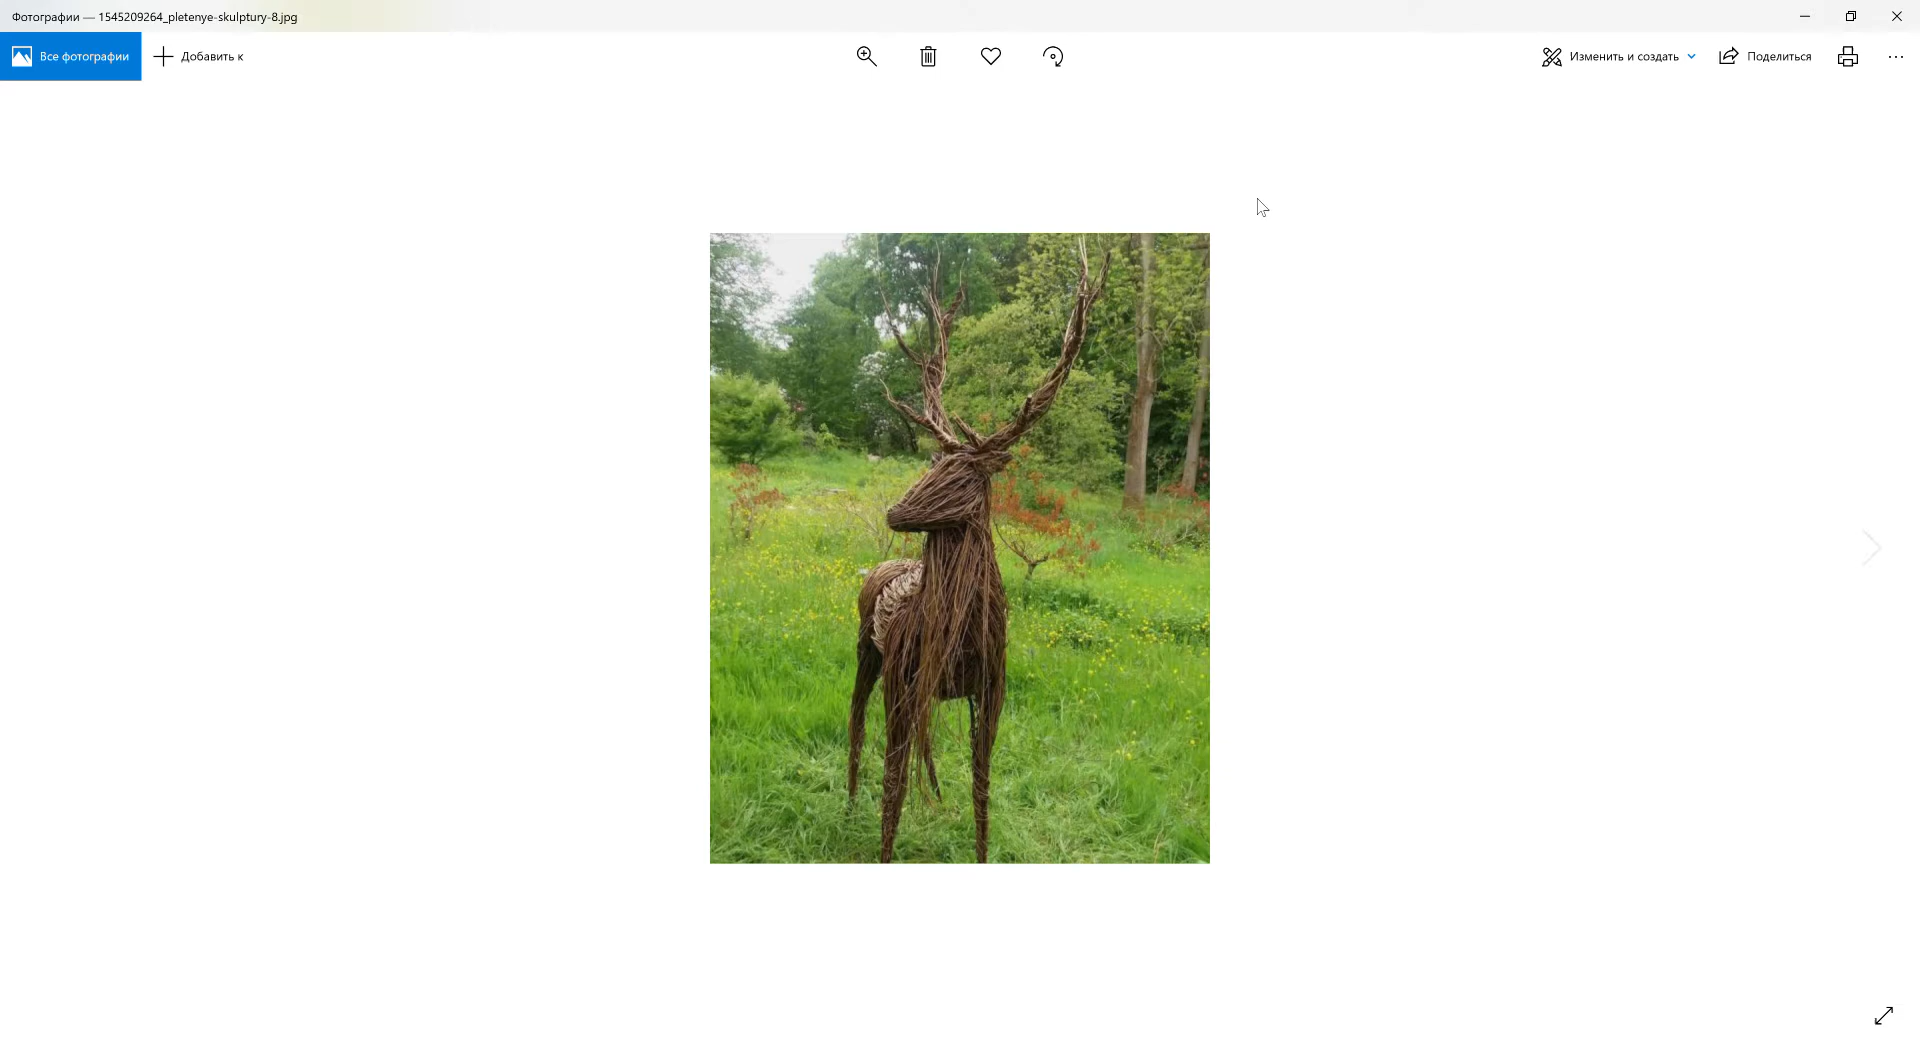 Фотографии — 1545209264_pletenye-skulptury-8.jpg
Все фотографии
Добавить к
Изменить и создать
Поделиться